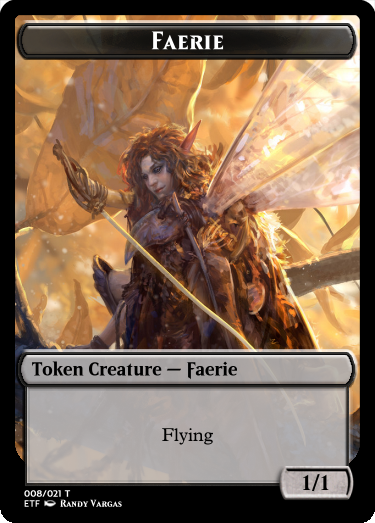 Faerie
Token Creature — Faerie
Flying
1/1
008/021 T
ETF Randy Vargas